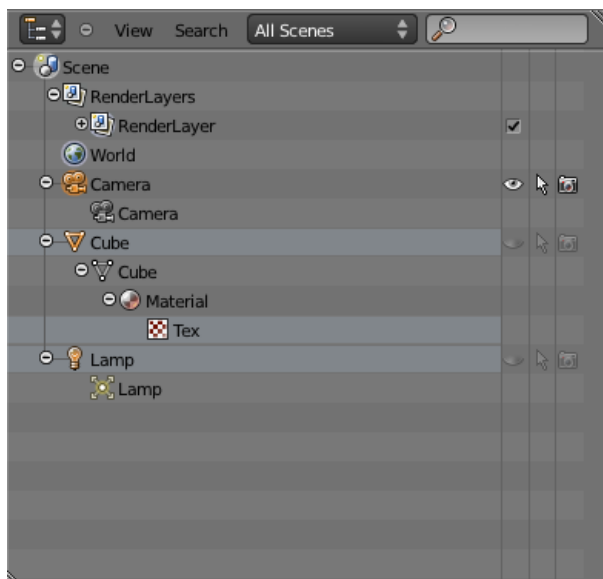 View Search All Scenes
Scene
RenderLayers
RenderLayer
World
Camera
Camera
Cube
Cube
Material
Tex
Lamp
Lamp